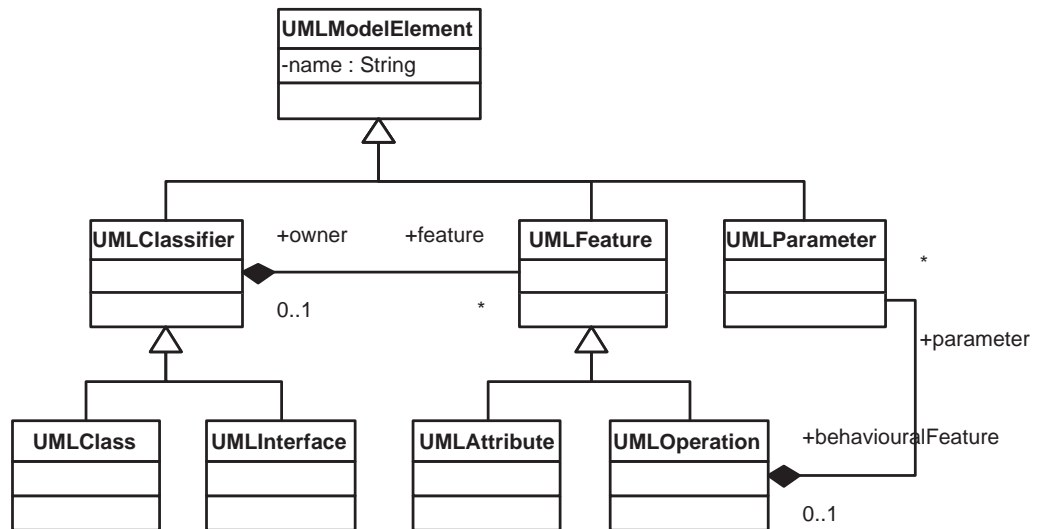 UMLModelElement
-name : String
UMLClassifier
+owner
+feature
UMLFeature
UMLParameter
*
0..1
*
+parameter
UMLClass
UMLInterface
UMLAttribute
UMLOperation
+behaviouralFeature
0..1